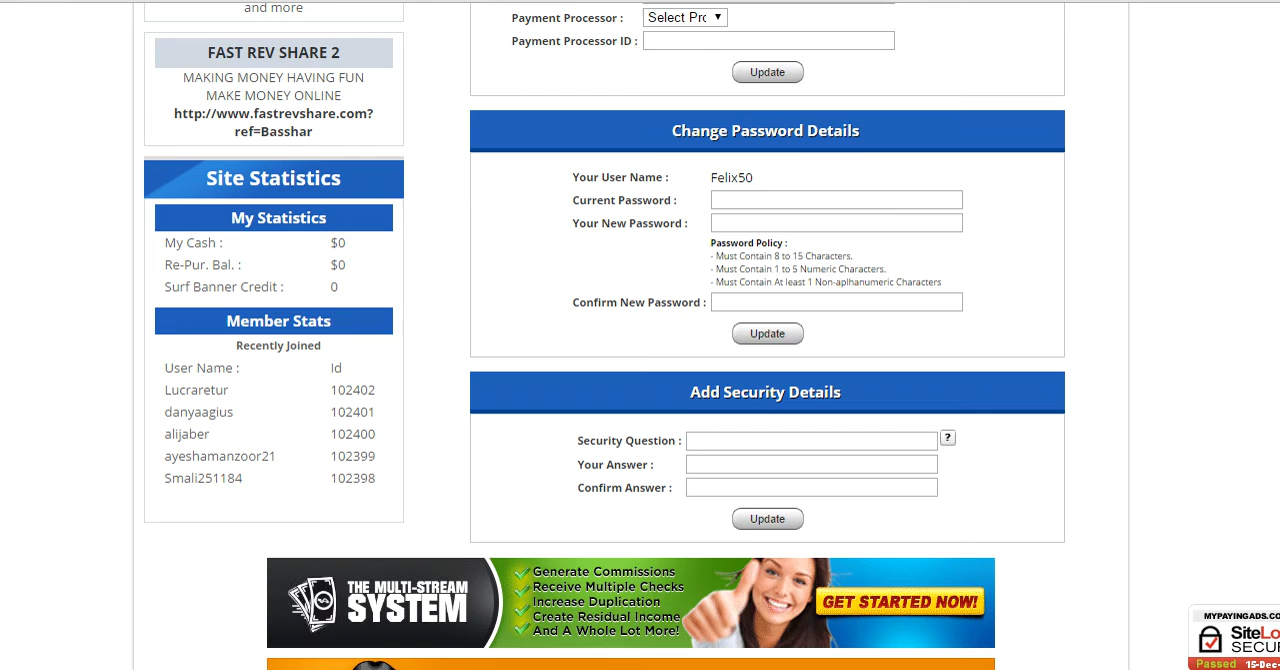 and more
FAST REV SHARE 2
MAKING MONEY HAVING FUN
MAKE MONEY ONLINE
http://www.fastrevshare.com?
ref=Basshar
Site Statistics
My Statistics
My Cash : $0
Re-Pur. Bal. : $0
Surf Banner Credit : 0
Member Stats
Recently Joined
User Name : Id
Lucraretur 102402
danyaagius 102401
alijaber 102400
ayeshamanzoor21 102399
Smali251184 102398
Payment Processor : Select Pr
Payment Processor ID :
Update
Change Password Details
Your User Name : Felix50
Current Password :
Your New Password :
Password Policy :
- Must Contain 8 to 15 Characters.
- Must Contain 1 to 5 Numeric Characters.
- Must Contain At least 1 Non-aplhanumeric Characters
Confirm New Password :
Update
Add Security Details
Security Question : ?
Your Answer :
Confirm Answer :
Update
THE MULTI-STREAM
SYSTEM
Generate Commissions
Receive Multiple Checks
Increase Duplication
Create Residual Income
And A Whole Lot More!
GET STARTED NOW!
MYPAYINGADS.CO
SiteLo
SECUR
Passed 15-Dec-